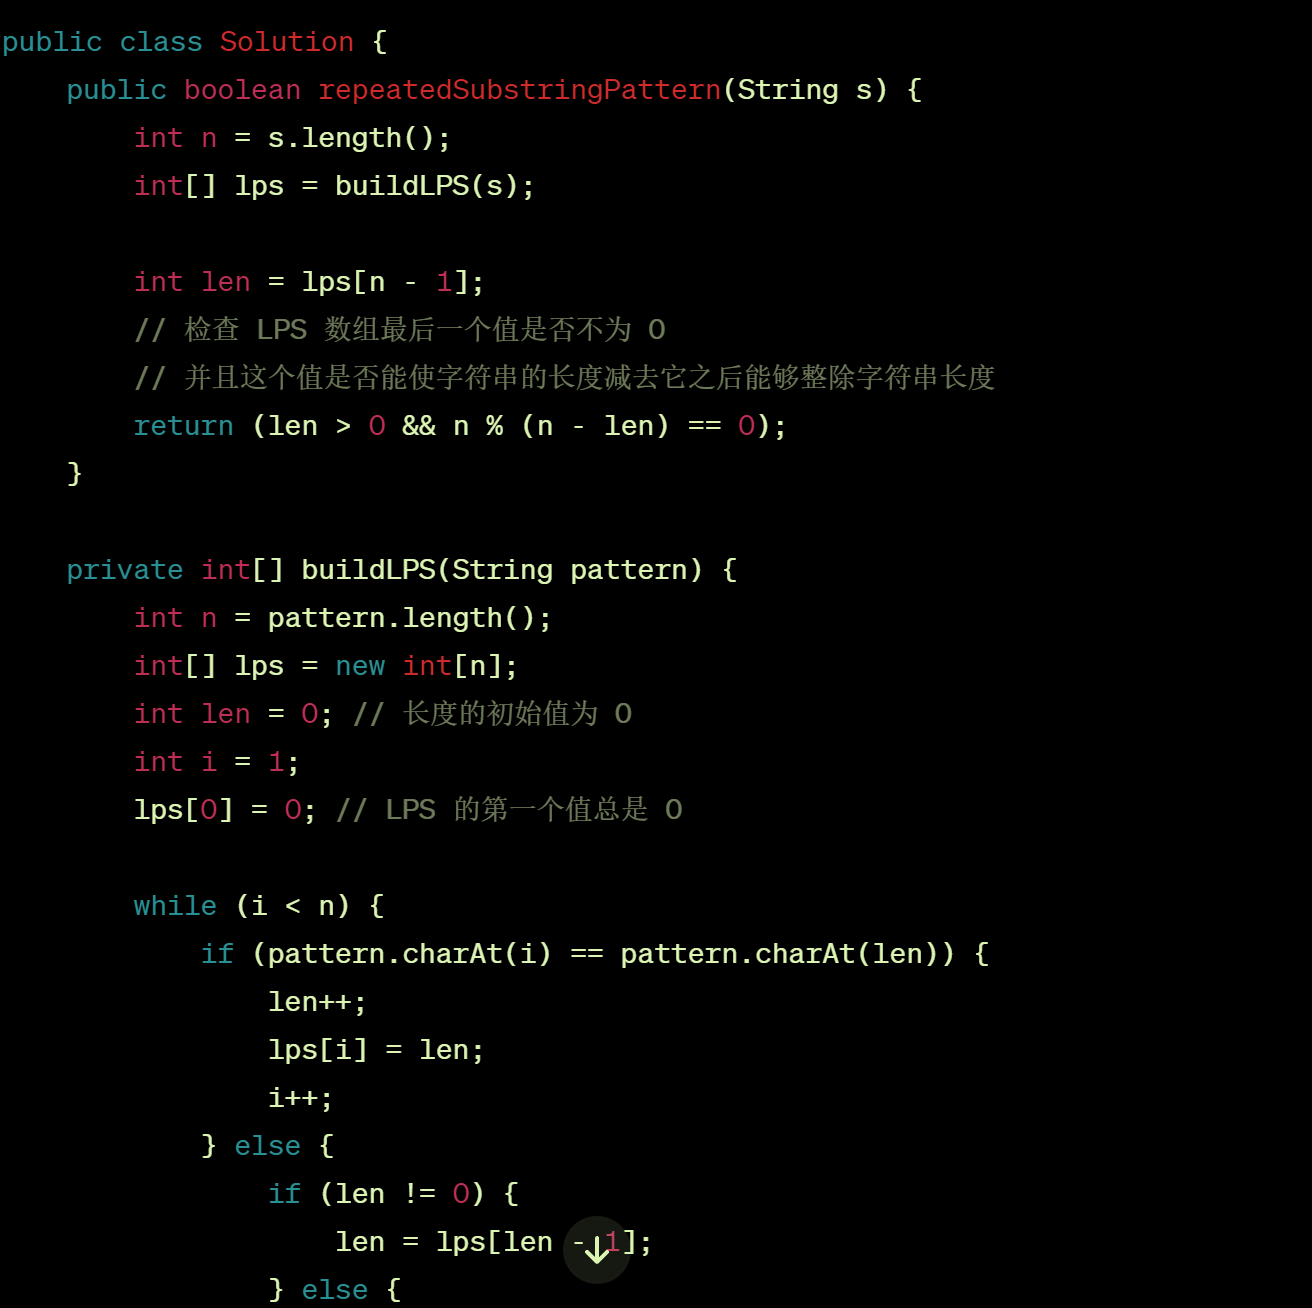 public class Solution {
    public boolean repeatedSubstringPattern(String s) {
        int n = s.length();
        int[] lps = buildLPS(s);

        int len = lps[n - 1];
        // 检查 LPS 数组最后一个值是否不为 0
        // 并且这个值是否能使字符串的长度减去它之后能够整除字符串长度
        return (len > 0 && n % (n - len) == 0);
    }

    private int[] buildLPS(String pattern) {
        int n = pattern.length();
        int[] lps = new int[n];
        int len = 0; // 长度的初始值为 0
        int i = 1;
        lps[0] = 0; // LPS 的第一个值总是 0

        while (i < n) {
            if (pattern.charAt(i) == pattern.charAt(len)) {
                len++;
                lps[i] = len;
                i++;
            } else {
                if (len != 0) {
                    len = lps[len - 1];
                } else {